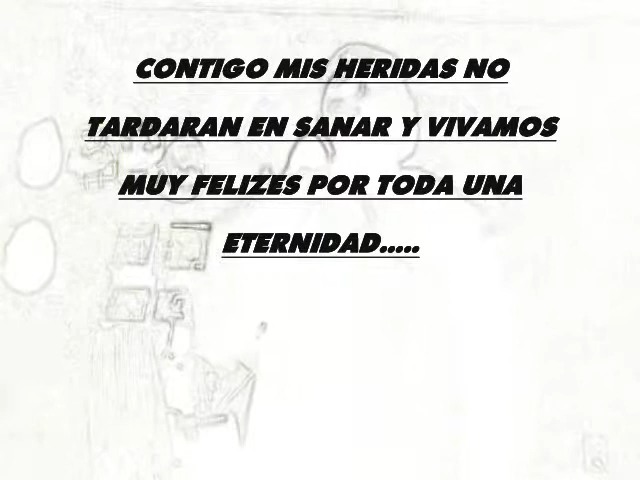 CONTIGO MIS HERIDAS NO
TARDARAN EN SANAR Y VIVAMOS
MUY FELIZES POR TODA UNA
ETERNIDAD.....